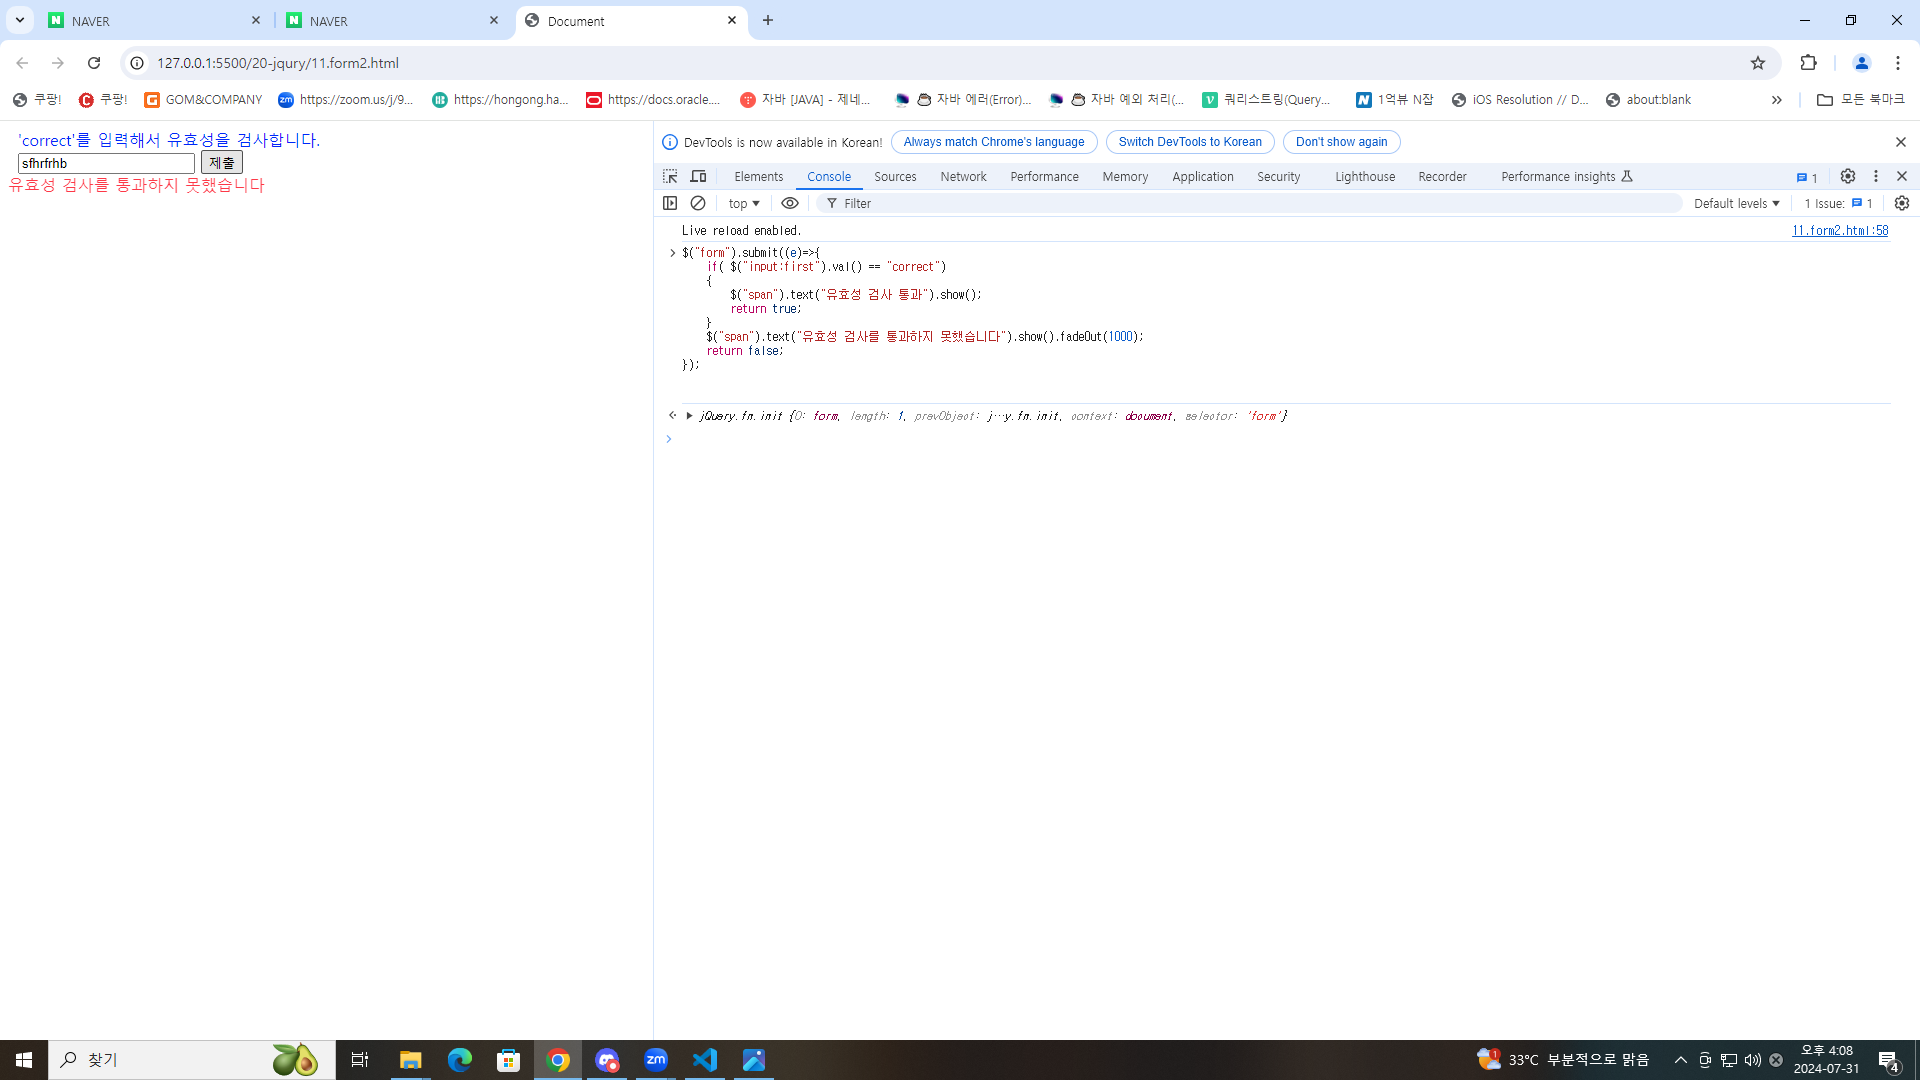 NAVER
NAVER
Document
127.0.0.1:5500/20-jqury/11.form2.html
쿠팡!
쿠팡!
GOM&COMPANY
https://zoom.us/j/9...
https://hongong.ha...
https://docs.oracle....
자바 [JAVA] - 제네...
자바 에러(Error)...
자바 예외 처리(...
쿼리스트링(Query...
1억뷰 N잡
iOS Resolution // D...
about:blank
모든 북마크
'correct'를 입력해서 유효성을 검사합니다.
sfhrfrhb 제출
유효성 검사를 통과하지 못했습니다
DevTools is now available in Korean! Always match Chrome's language Switch DevTools to Korean Don't show again
Elements Console Sources Network Performance Memory Application Security Lighthouse Recorder Performance insights 1
top Filter Default levels 1 Issue: 1
Live reload enabled. 11.form2.html:58
$("form").submit((e)=>{
if( $("input:first").val() == "correct")
{
$("span").text("유효성 검사 통과").show();
return true;
}
$("span").text("유효성 검사를 통과하지 못했습니다").show().fadeOut(1000);
return false;
});
jQuery.fn.init {0: form, length: 1, prevObject: j…y.fn.init, context: document, selector: 'form'}
찾기
zm
33°C 부분적으로 맑음
오후 4:08
2024-07-31
4